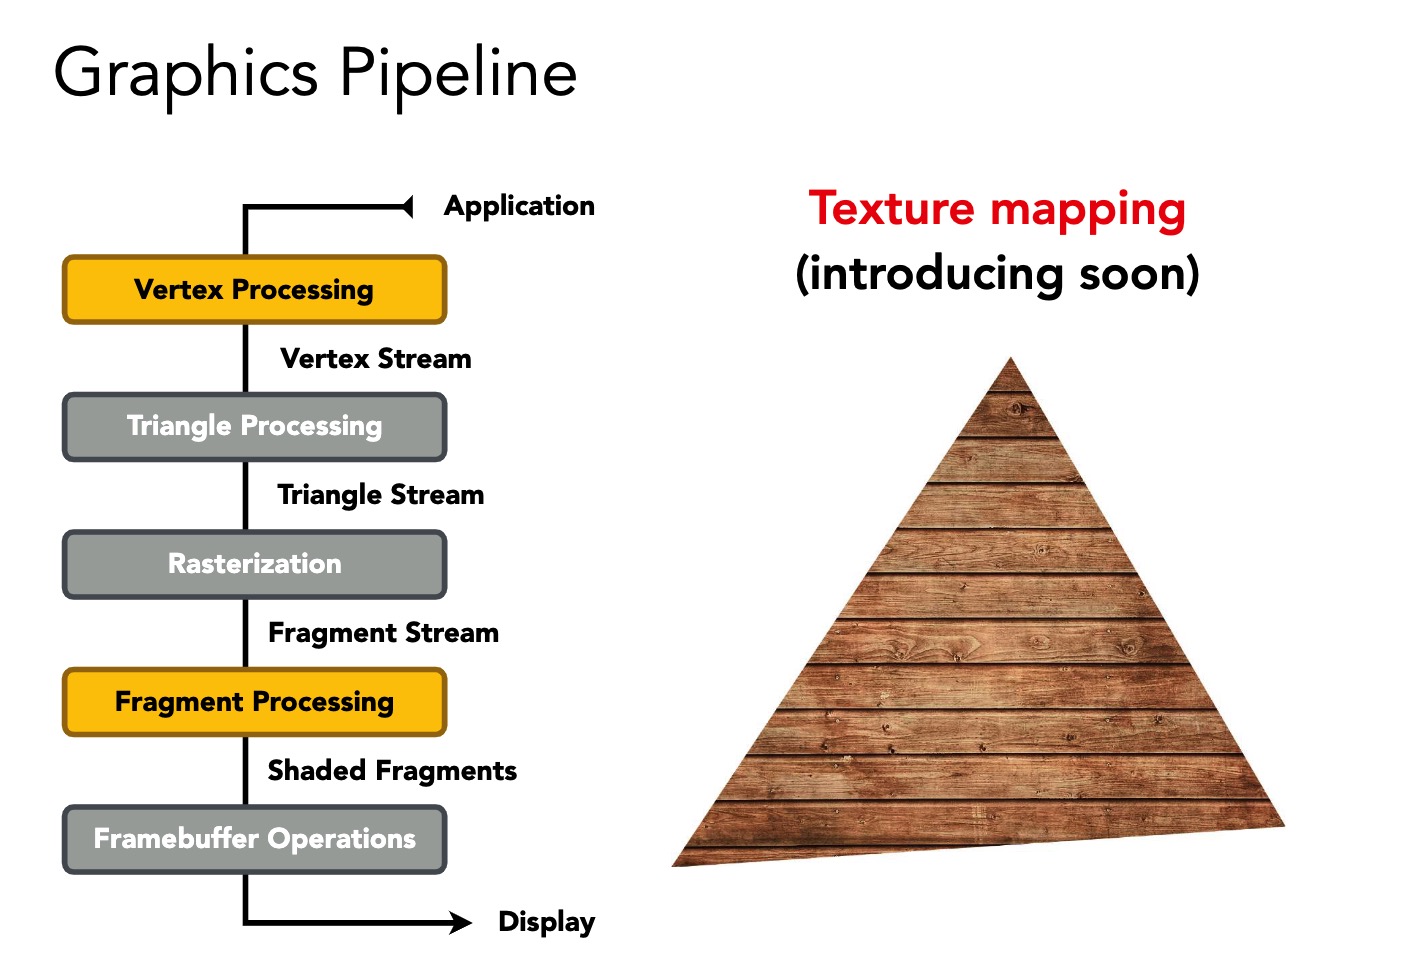 Graphics Pipeline
Application
Vertex Processing
Vertex Stream
Triangle Processing
Triangle Stream
Rasterization
Fragment Stream
Fragment Processing
Shaded Fragments
Framebuffer Operations
Display
Texture mapping
(introducing soon)